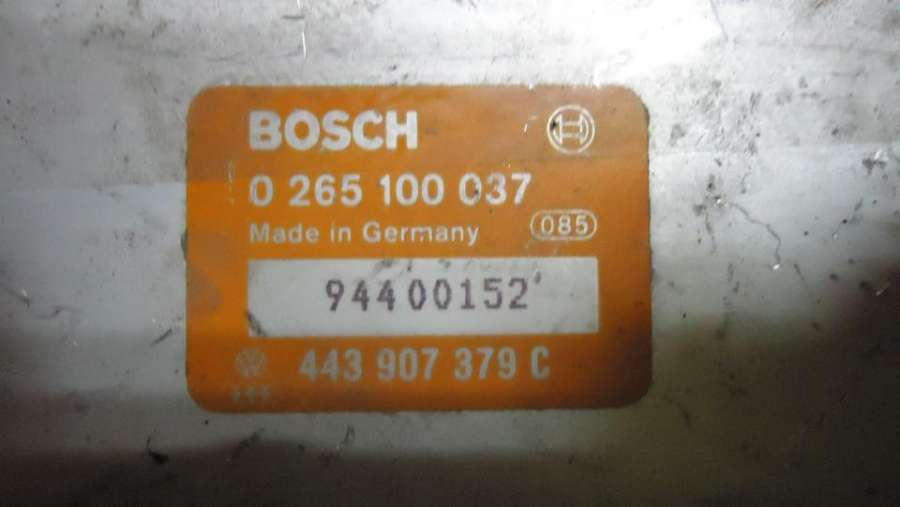 BOSCH
0 265 100 037
Made in Germany 085
94400152
443 907 379 C